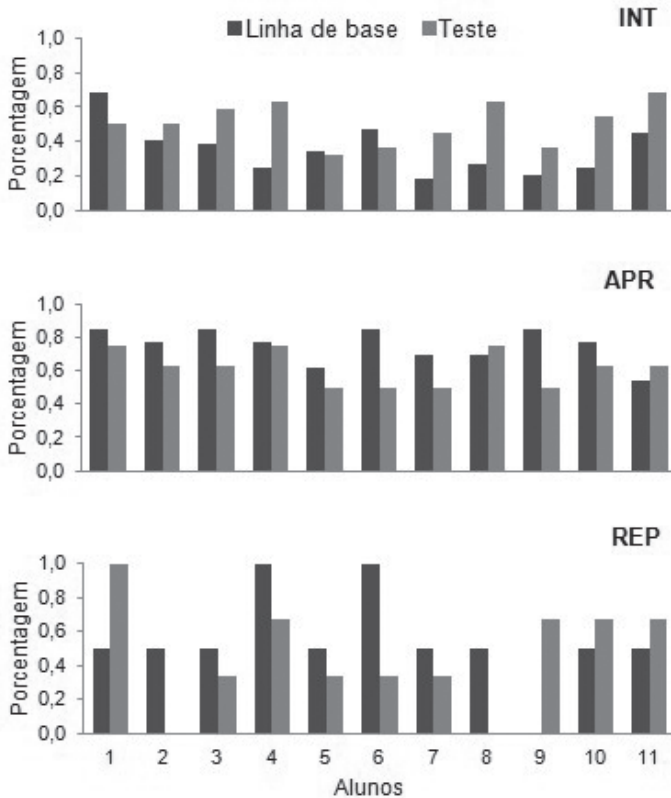 INT
Linha de base Teste
Porcentagem
1,0
0,8
0,6
0,4
0,2
0,0
APR
Porcentagem
1,0
0,8
0,6
0,4
0,2
0,0
REP
Porcentagem
1,0
0,8
0,6
0,4
0,2
0,0
1 2 3 4 5 6 7 8 9 10 11
Alunos